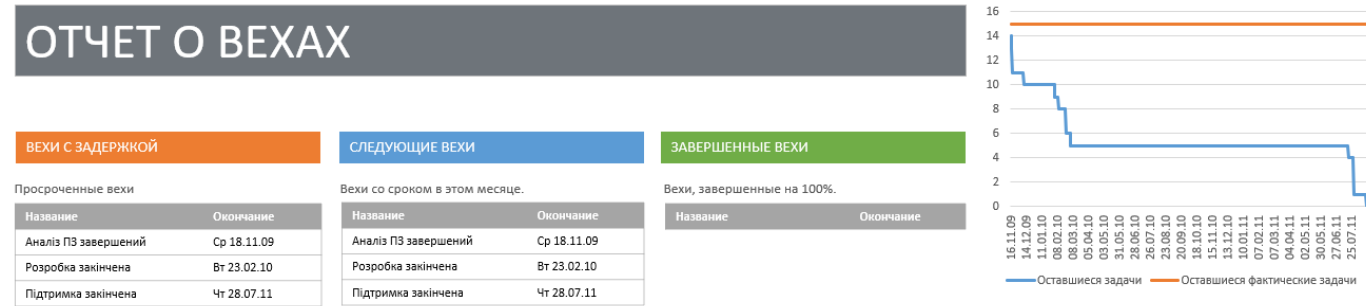 ОТЧЕТ О ВЕХАХ
ВЕХИ С ЗАДЕРЖКОЙ
Просроченные вехи
Название Окончание
Аналіз ПЗ завершений Ср 18.11.09
Розробка закінчена Вт 23.02.10
Підтримка закінчена Чт 28.07.11
СЛЕДУЮЩИЕ ВЕХИ
Вехи со сроком в этом месяце.
Название Окончание
Аналіз ПЗ завершений Ср 18.11.09
Розробка закінчена Вт 23.02.10
Підтримка закінчена Чт 28.07.11
ЗАВЕРШЕННЫЕ ВЕХИ
Вехи, завершенные на 100%.
Название Окончание
16
14
12
10
8
6
4
2
0
16.11.09
14.12.09
11.01.10
08.02.10
08.03.10
05.04.10
03.05.10
31.05.10
28.06.10
26.07.10
23.08.10
20.09.10
18.10.10
15.11.10
13.12.10
10.01.11
07.02.11
07.03.11
04.04.11
02.05.11
30.05.11
27.06.11
25.07.11
Оставшиеся задачи Оставшиеся фактические задачи